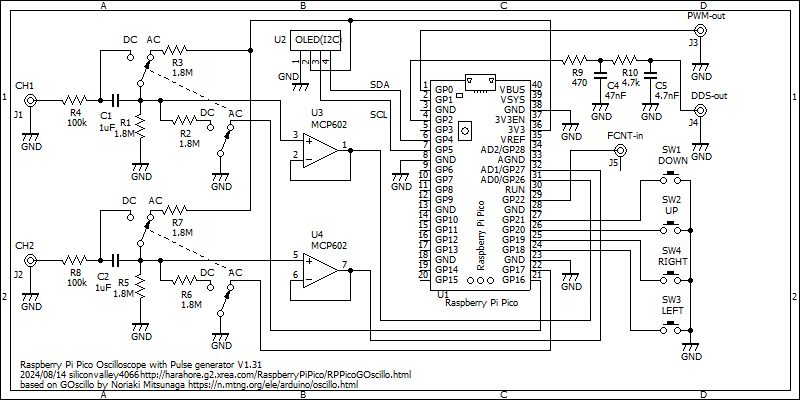 A B C D
PWM-out
J3
GND
U2 OLED(I2C)
1 2 3 4
GND
SDA
SCL
DC AC
R3
1.8M
CH1
J1
GND
R4
100k
C1
1uF
R1
1.8M
GND
R2
1.8M
DC AC
GND
U3
MCP602
3
2
1
R9
470
C4
47nF
GND
R10
4.7k
C5
4.7nF
GND
DDS-out
J4
GND
FCNT-in
J5
GND
GND
1 GP0 VBUS 40
2 GP1 VSYS 39
3 GND GND 38
4 GP2 3V3EN 37
5 GP3 3V3 36
6 GP4 VREF 35
7 GP5 AD2/GP28 34
8 GND AGND 33
9 GP6 AD1/GP27 32
10 GP7 AD0/GP26 31
11 GP8 RUN 30
12 GP9 GP22 29
13 GND GND 28
14 GP10 GP21 27
15 GP11 GP20 26
16 GP12 GP19 25
17 GP13 GP18 24
18 GND GND 23
19 GP14 GP17 22
20 GP15 GP16 21
Raspberry Pi Pico
U1
Raspberry Pi Pico
GND
SW1
DOWN
SW2
UP
SW4
RIGHT
SW3
LEFT
GND
DC AC
R7
1.8M
CH2
J2
GND
R8
100k
C2
1uF
R5
1.8M
GND
R6
1.8M
DC AC
GND
U4
MCP602
5
6
7
1
2
1
2
Raspberry Pi Pico Oscilloscope with Pulse generator V1.31
2024/08/14 siliconvalley4066http://harahore.g2.xrea.com/RaspberryPiPico/RPPicoGOscillo.html
based on GOscillo by Noriaki Mitsunaga https://n.mtng.org/ele/arduino/oscillo.html
A B C D